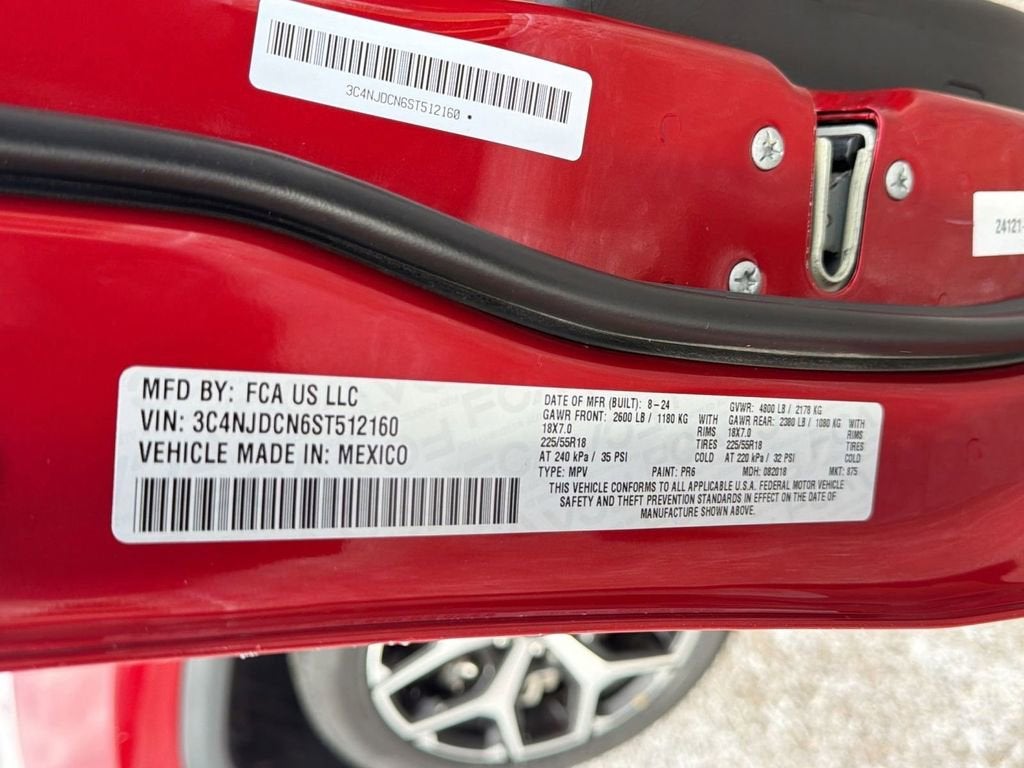 3C4NJDCN6ST512160
24121-
MFD BY: FCA US LLC
VIN: 3C4NJDCN6ST512160
VEHICLE MADE IN: MEXICO
DATE OF MFR (BUILT): 8-24 GVWR: 4800 LB / 2178 KG
GAWR FRONT: 2600 LB / 1180 KG WITH GAWR REAR: 2380 LB / 1080 KG WITH
18X7.0 RIMS 18X7.0 RIMS
225/55R18 TIRES 225/55R18 TIRES
AT 240 kPa / 35 PSI COLD AT 220 kPa / 32 PSI COLD
TYPE: MPV PAINT: PR6 MDH: 082018 MKT: 875
THIS VEHICLE CONFORMS TO ALL APPLICABLE U.S.A. FEDERAL MOTOR VEHICLE
SAFETY AND THEFT PREVENTION STANDARDS IN EFFECT ON THE DATE OF
MANUFACTURE SHOWN ABOVE.